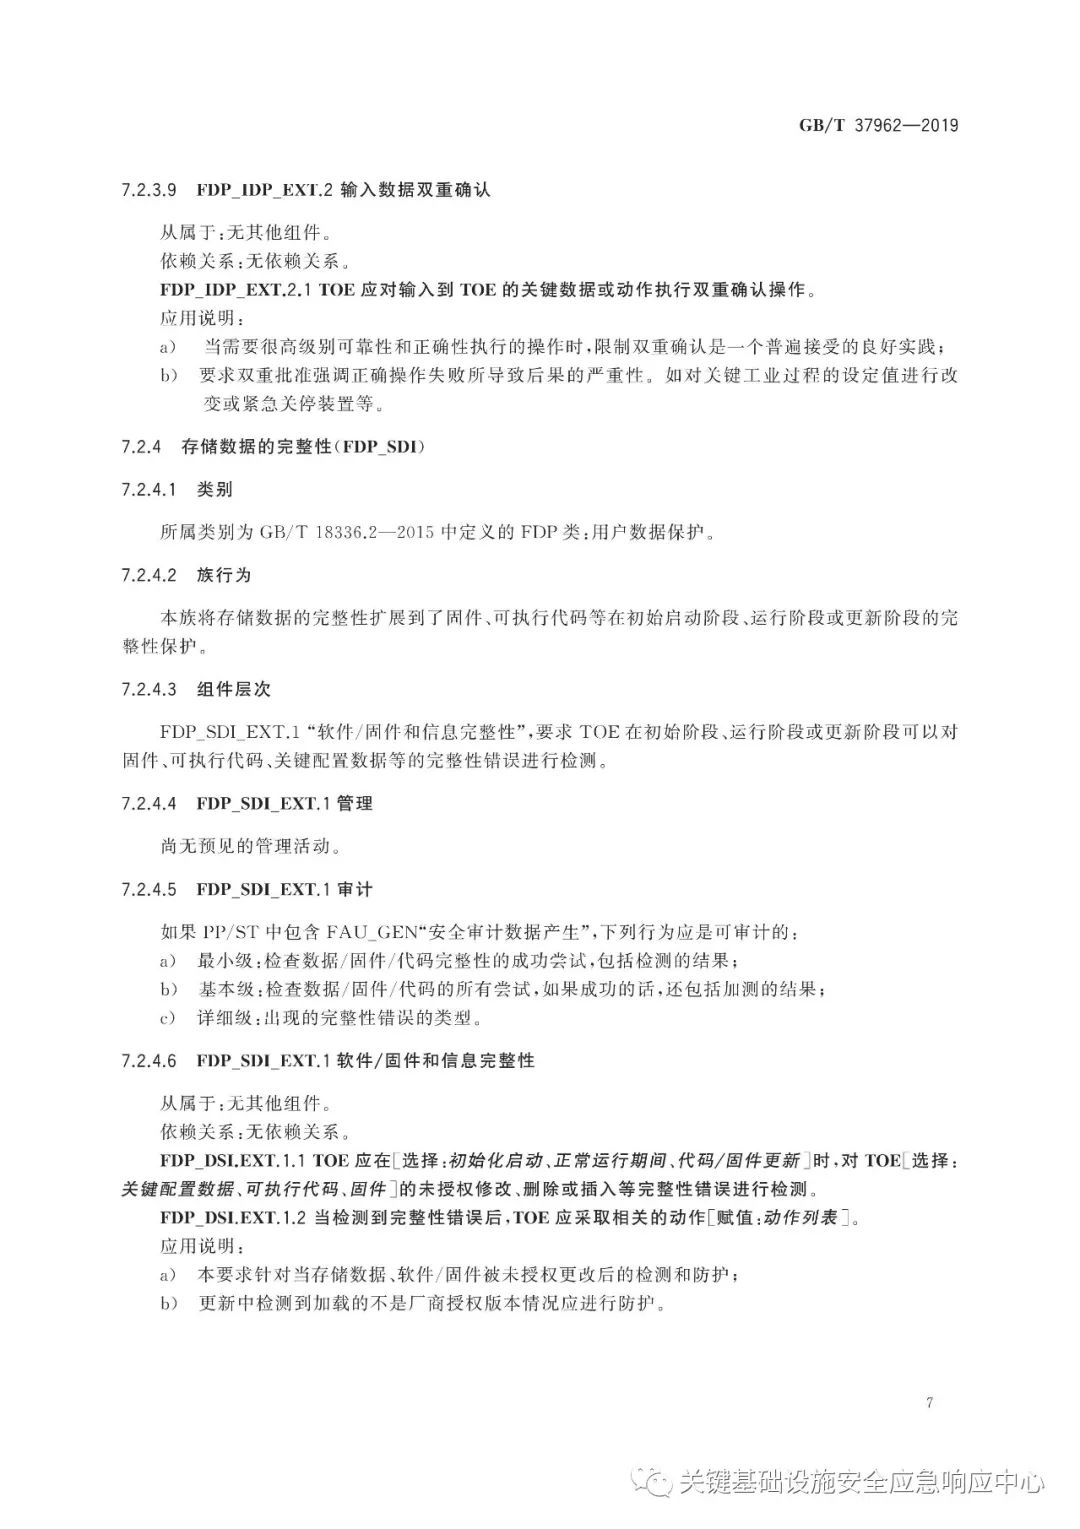 GB/T 37962—2019
7.2.3.9 FDP_IDP_EXT.2 输入数据双重确认
从属于:无其他组件。
依赖关系:无依赖关系。
FDP_IDP_EXT.2.1 TOE 应对输入到 TOE 的关键数据或动作执行双重确认操作。
应用说明:
a) 当需要很高级别可靠性和正确性执行的操作时,限制双重确认是一个普遍接受的良好实践;
b) 要求双重批准强调正确操作失败所导致后果的严重性。如对关键工业过程的设定值进行改
变或紧急关停装置等。
7.2.4 存储数据的完整性(FDP_SDI)
7.2.4.1 类别
所属类别为 GB/T 18336.2—2015 中定义的 FDP 类:用户数据保护。
7.2.4.2 族行为
本族将存储数据的完整性扩展到了固件、可执行代码等在初始启动阶段、运行阶段或更新阶段的完
整性保护。
7.2.4.3 组件层次
FDP_SDI_EXT.1 “软件/固件和信息完整性”,要求 TOE 在初始阶段、运行阶段或更新阶段可以对
固件、可执行代码、关键配置数据等的完整性错误进行检测。
7.2.4.4 FDP_SDI_EXT.1 管理
尚无预见的管理活动。
7.2.4.5 FDP_SDI_EXT.1 审计
如果 PP/ST 中包含 FAU_GEN“安全审计数据产生”,下列行为应是可审计的:
a) 最小级:检查数据/固件/代码完整性的成功尝试,包括检测的结果;
b) 基本级:检查数据/固件/代码的所有尝试,如果成功的话,还包括加测的结果;
c) 详细级:出现的完整性错误的类型。
7.2.4.6 FDP_SDI_EXT.1 软件/固件和信息完整性
从属于:无其他组件。
依赖关系:无依赖关系。
FDP_DSI.EXT.1.1 TOE 应在[选择:初始化启动、正常运行期间、代码/固件更新]时,对 TOE[选择:
关键配置数据、可执行代码、固件]的未授权修改、删除或插入等完整性错误进行检测。
FDP_DSI.EXT.1.2 当检测到完整性错误后,TOE 应采取相关的动作[赋值:动作列表]。
应用说明:
a) 本要求针对当存储数据、软件/固件被未授权更改后的检测和防护;
b) 更新中检测到加载的不是厂商授权版本情况应进行防护。
7
关键基础设施安全应急响应中心